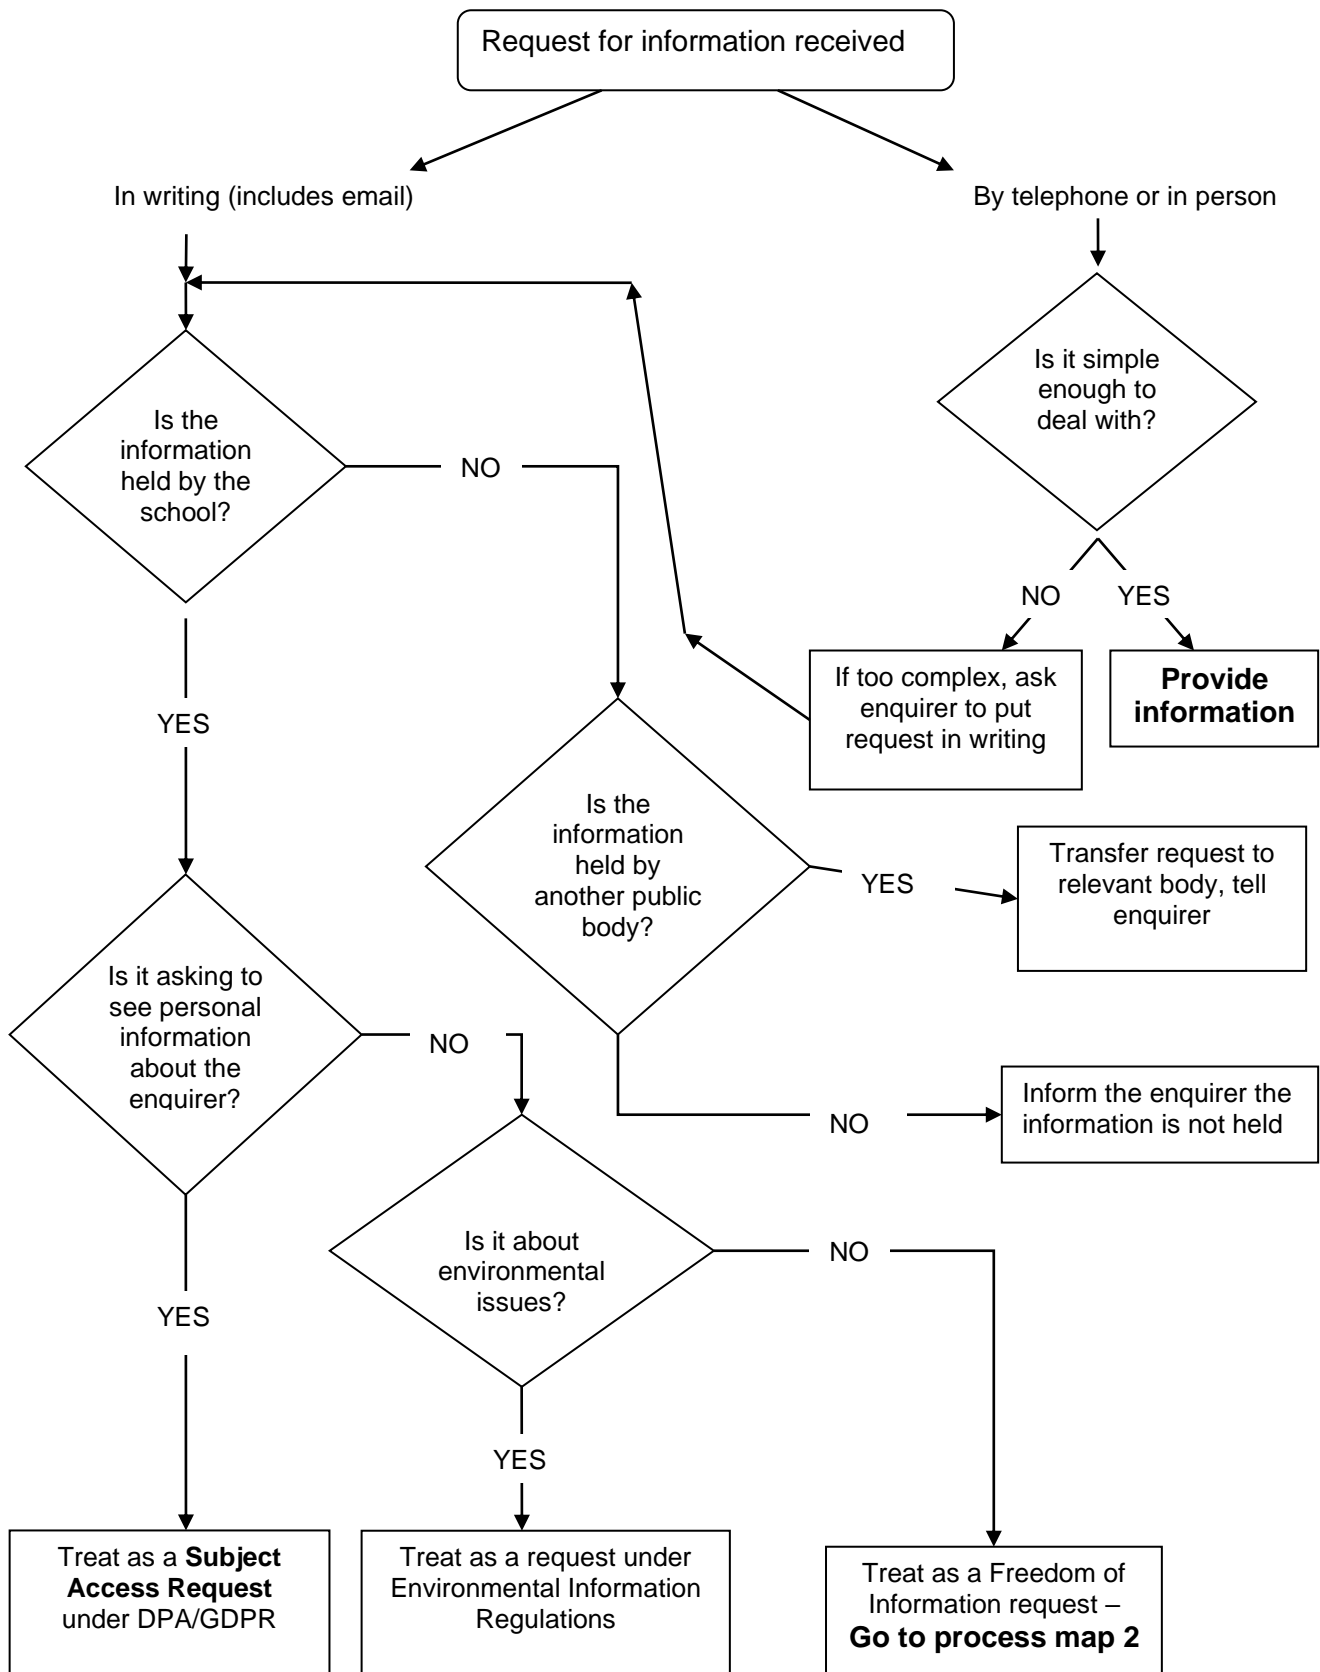 Request for information received
In writing (includes email)
By telephone or in person
Is it simple
enough to
deal with?
Is the
information
held by the
school?
NO
NO
YES
If too complex, ask
enquirer to put
request in writing
Provide
information
YES
Is the
information
held by
another public
body?
YES
Transfer request to
relevant body, tell
enquirer
Is it asking to
see personal
information
about the
enquirer?
NO
Inform the enquirer the
information is not held
NO
Is it about
environmental
issues?
NO
YES
YES
Treat as a Subject
Access Request
under DPA/GDPR
Treat as a request under
Environmental Information
Regulations
Treat as a Freedom of
Information request –
Go to process map 2